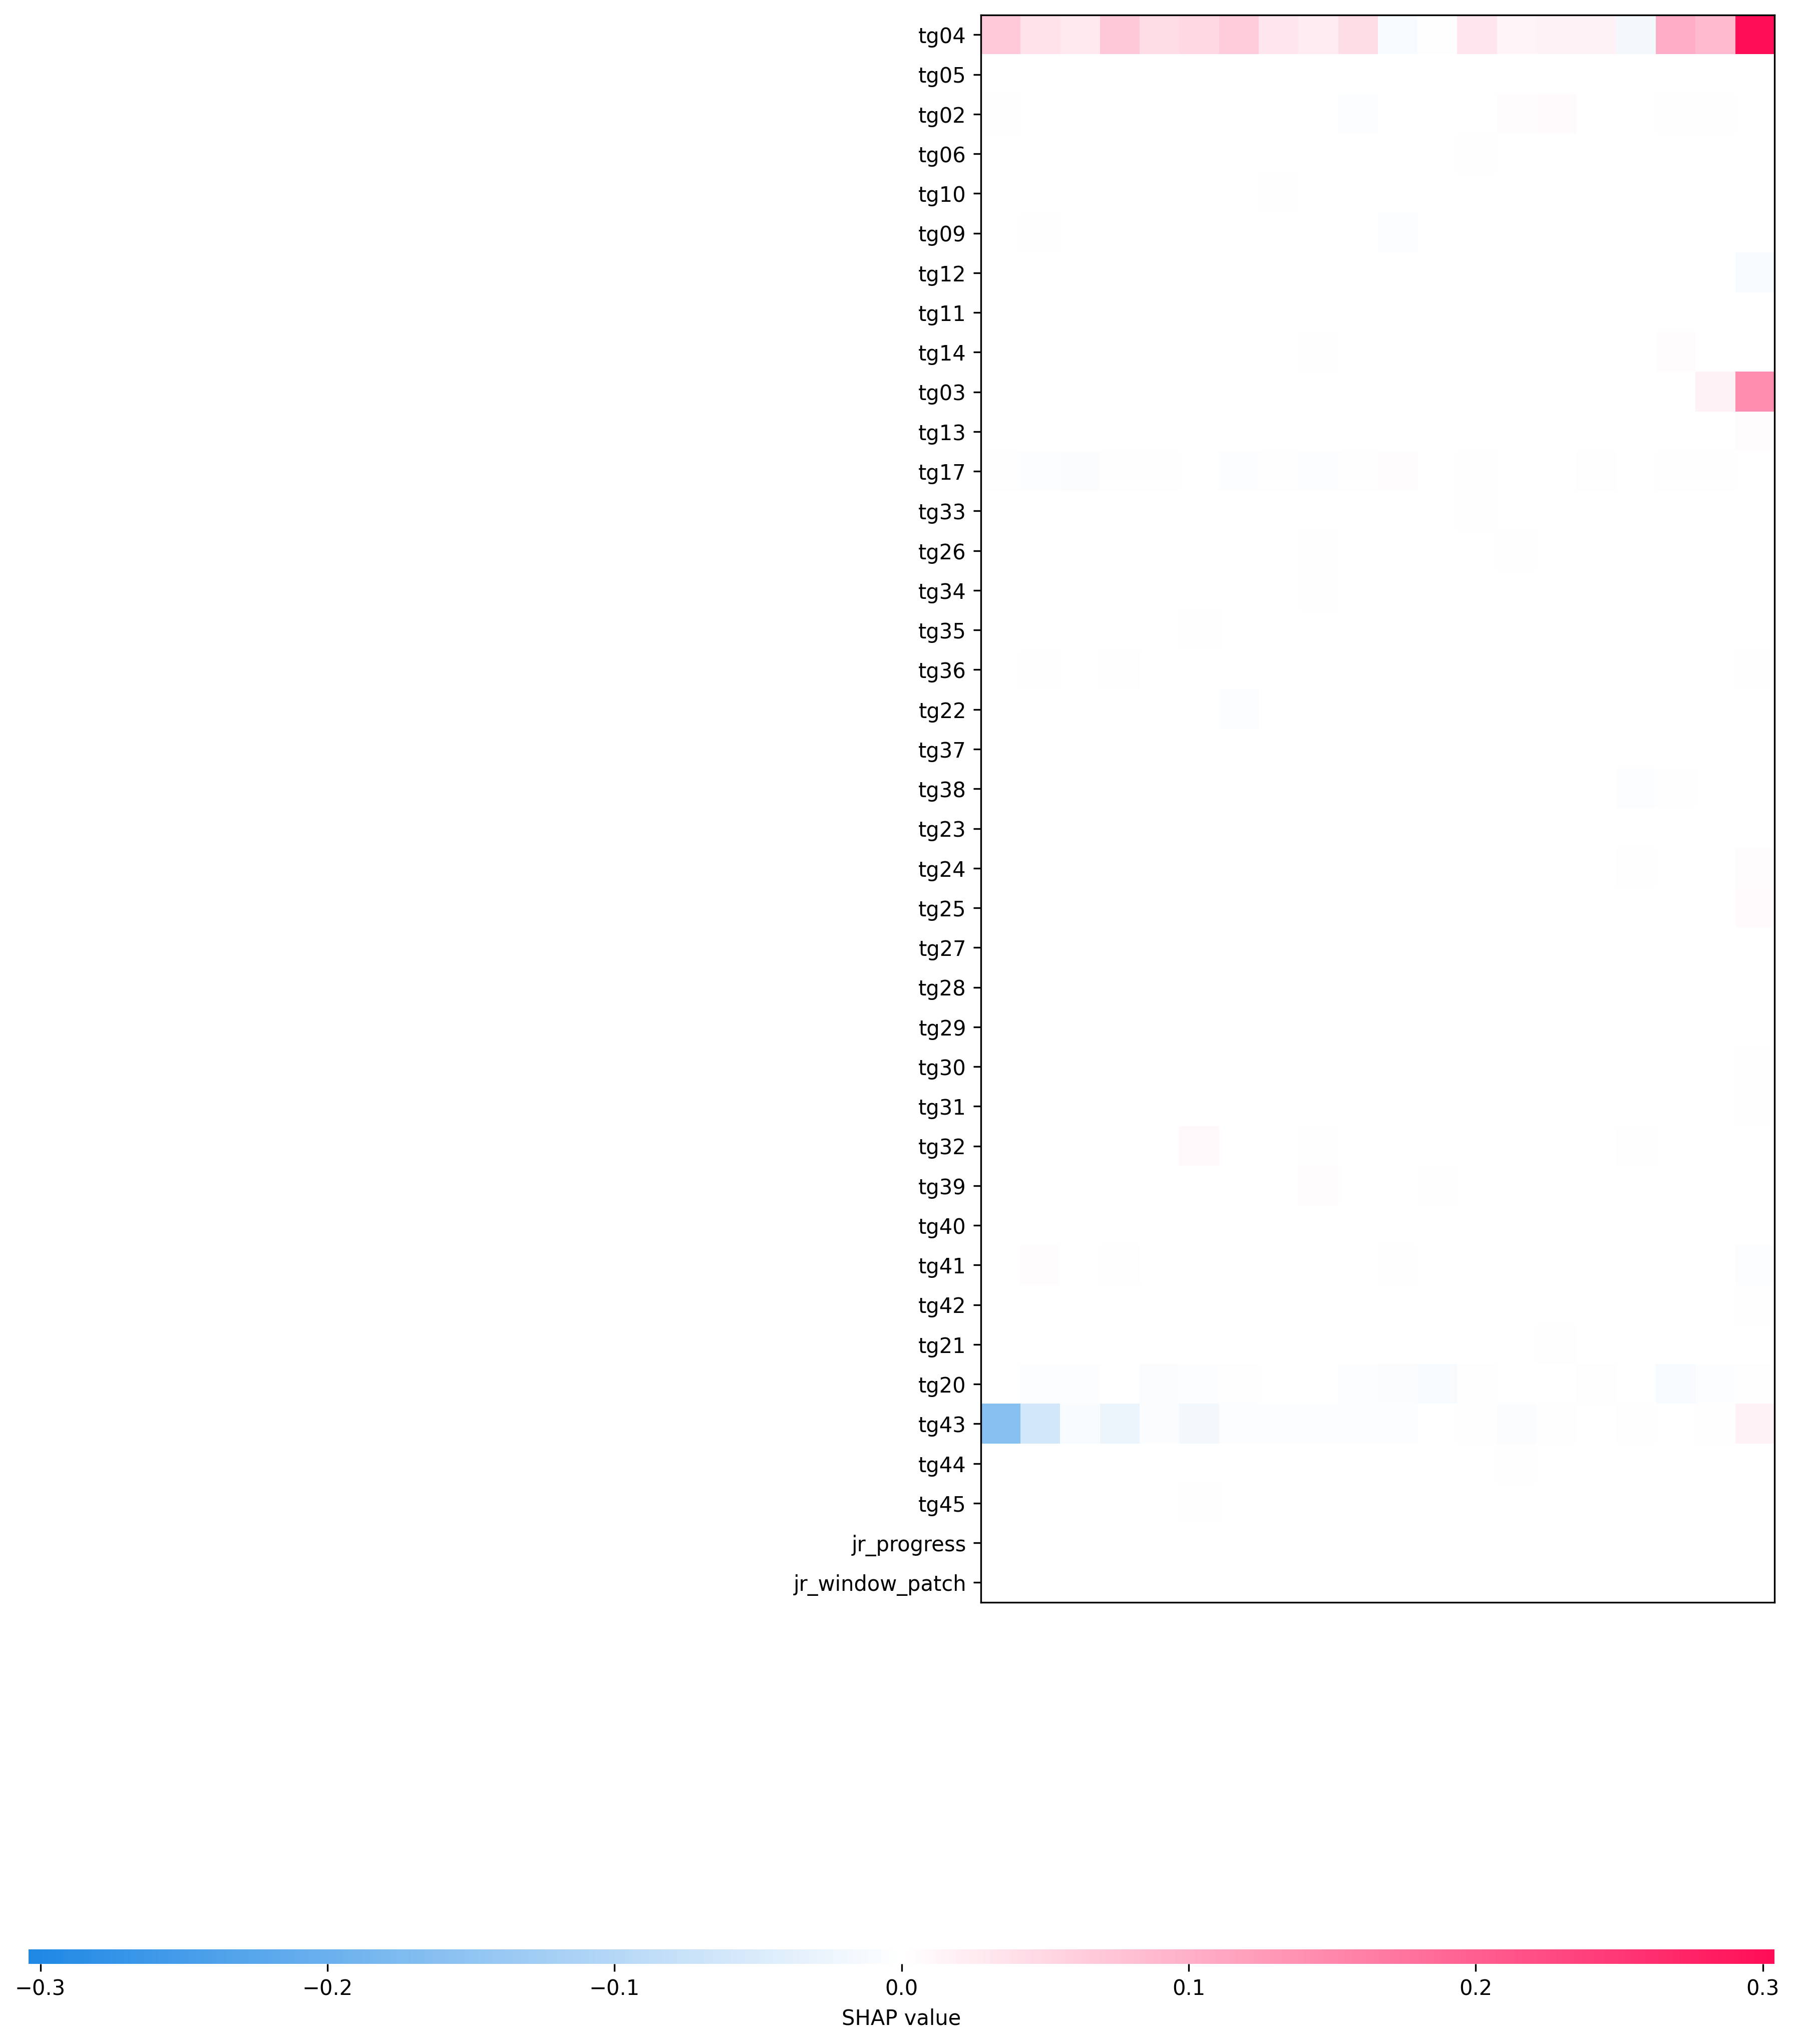 tg04
tg05
tg02
tg06
tg10
tg09
tg12
tg11
tg14
tg03
tg13
tg17
tg33
tg26
tg34
tg35
tg36
tg22
tg37
tg38
tg23
tg24
tg25
tg27
tg28
tg29
tg30
tg31
tg32
tg39
tg40
tg41
tg42
tg21
tg20
tg43
tg44
tg45
jr_progress
jr_window_patch
−0.3 −0.2 −0.1 0.0 0.1 0.2 0.3
SHAP value